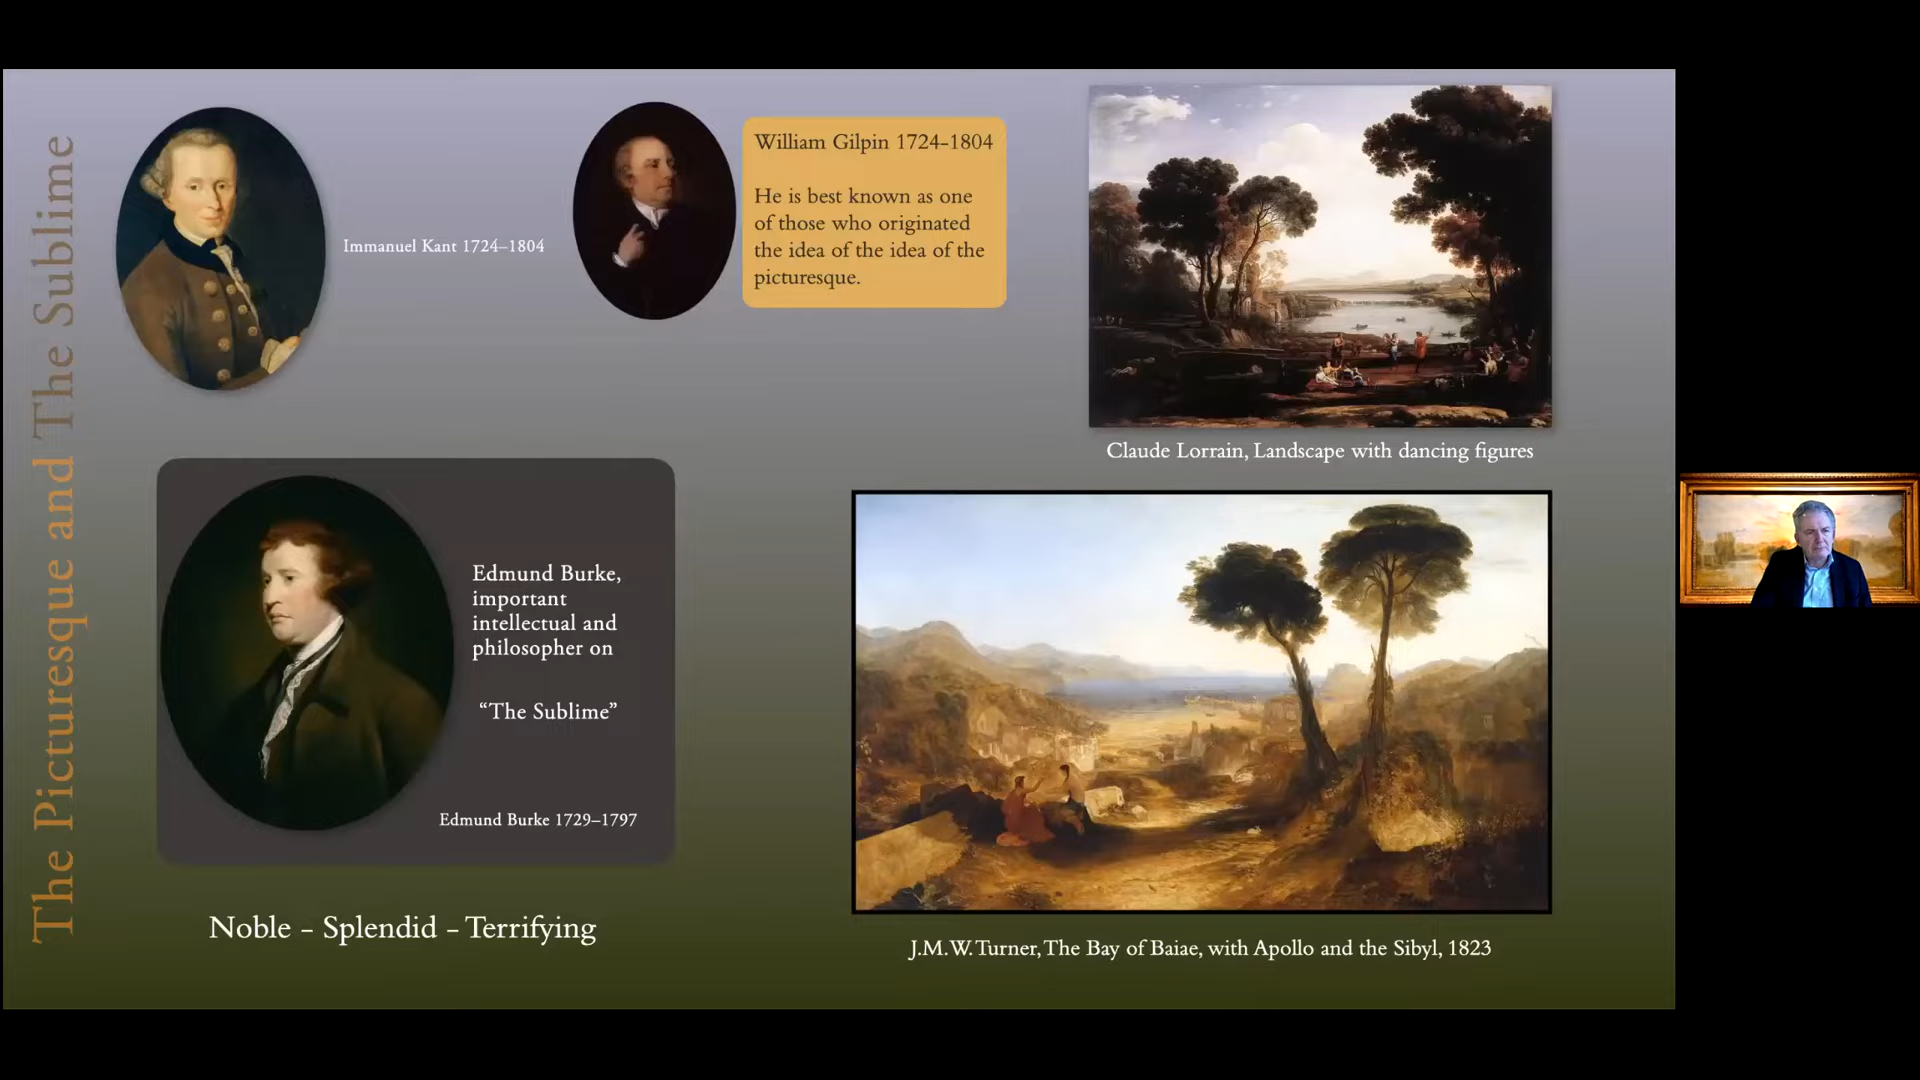 The Picturesque and The Sublime
Immanuel Kant 1724–1804
William Gilpin 1724-1804
He is best known as one
of those who originated
the idea of the idea of the
picturesque.
Claude Lorrain, Landscape with dancing figures
Edmund Burke,
important
intellectual and
philosopher on
“The Sublime”
Edmund Burke 1729–1797
Noble - Splendid - Terrifying
J.M.W. Turner, The Bay of Baiae, with Apollo and the Sibyl, 1823